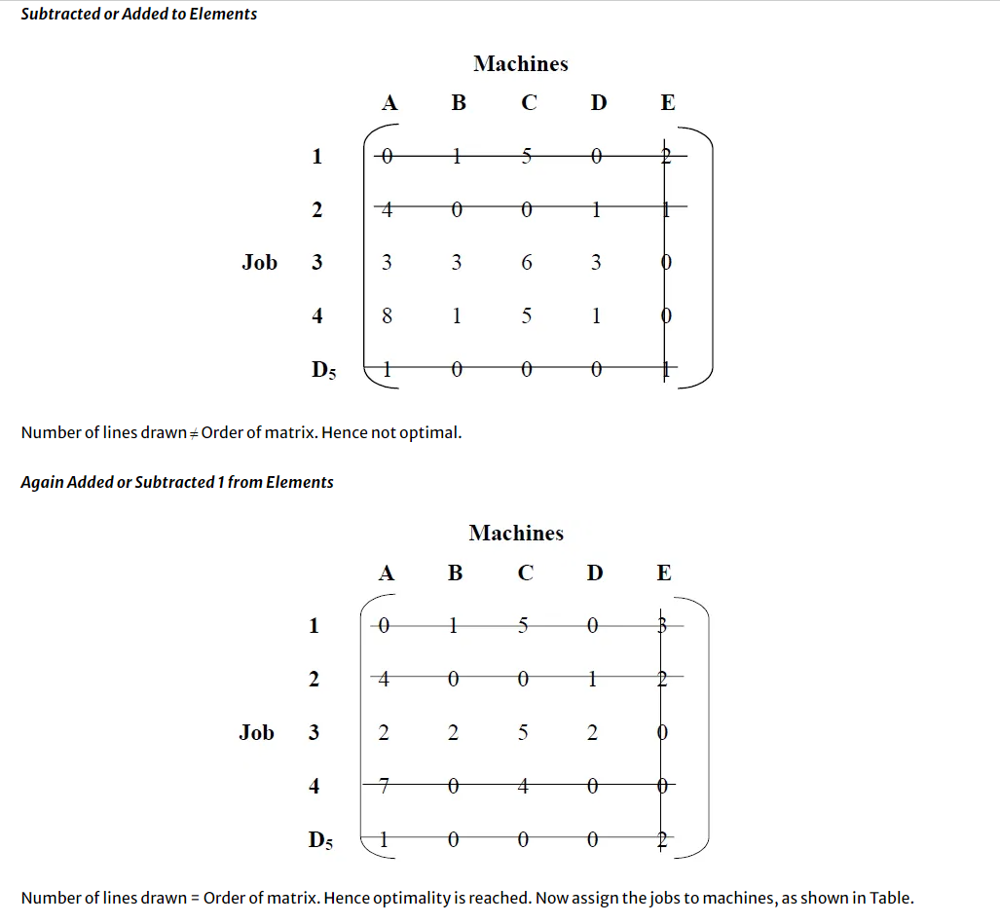 Subtracted or Added to Elements
Machines
A B C D E
1 0 1 5 0 2
2 4 0 0 1 1
Job 3 3 3 6 3 0
4 8 1 5 1 0
D5 1 0 0 0 1
Number of lines drawn ≠ Order of matrix. Hence not optimal.
Again Added or Subtracted 1 from Elements
Machines
A B C D E
1 0 1 5 0 3
2 4 0 0 1 2
Job 3 2 2 5 2 0
4 7 0 4 0 0
D5 1 0 0 0 2
Number of lines drawn = Order of matrix. Hence optimality is reached. Now assign the jobs to machines, as shown in Table.